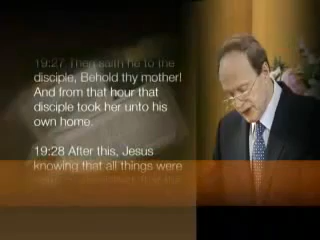 19:27 Then saith he to the
disciple, Behold thy mother!
And from that hour that
disciple took her unto his
own home.
19:28 After this, Jesus
knowing that all things were